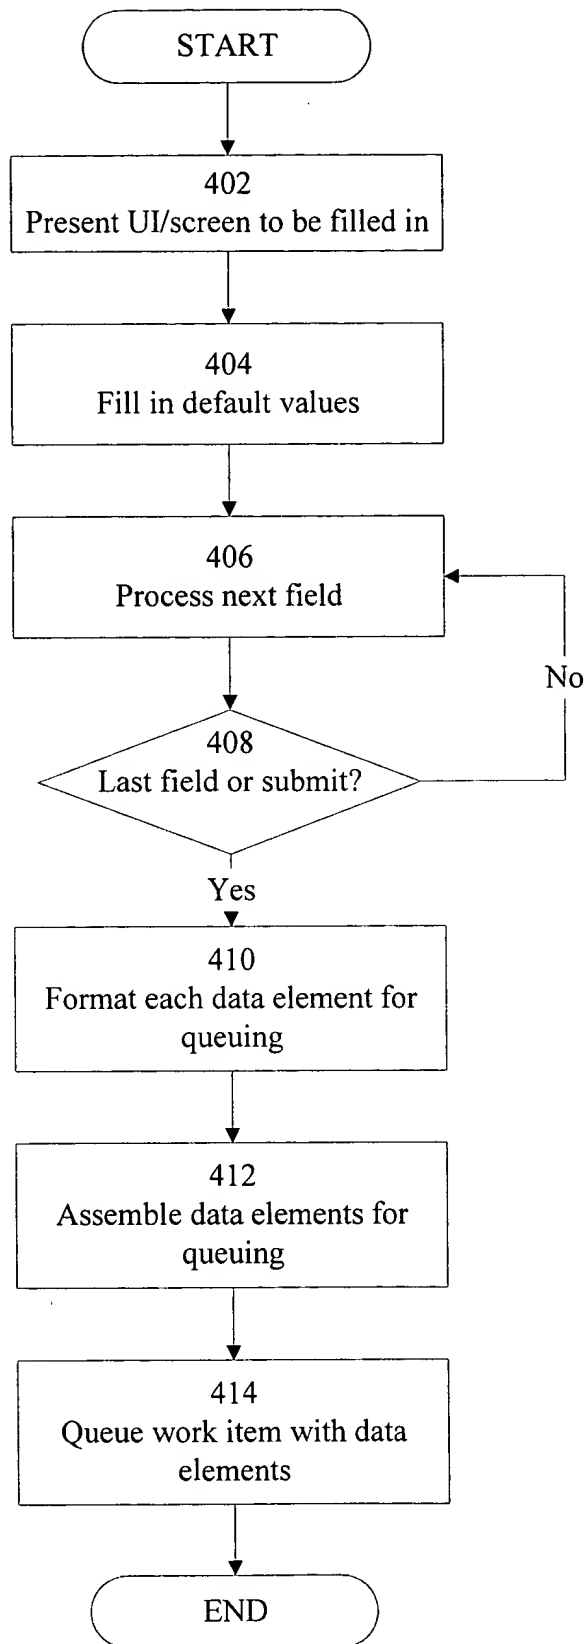 START
402
Present UI/screen to be filled in
404
Fill in default values
406
Process next field
No
408
Last field or submit?
Yes
410
Format each data element for
queuing
412
Assemble data elements for
queuing
414
Queue work item with data
elements
END